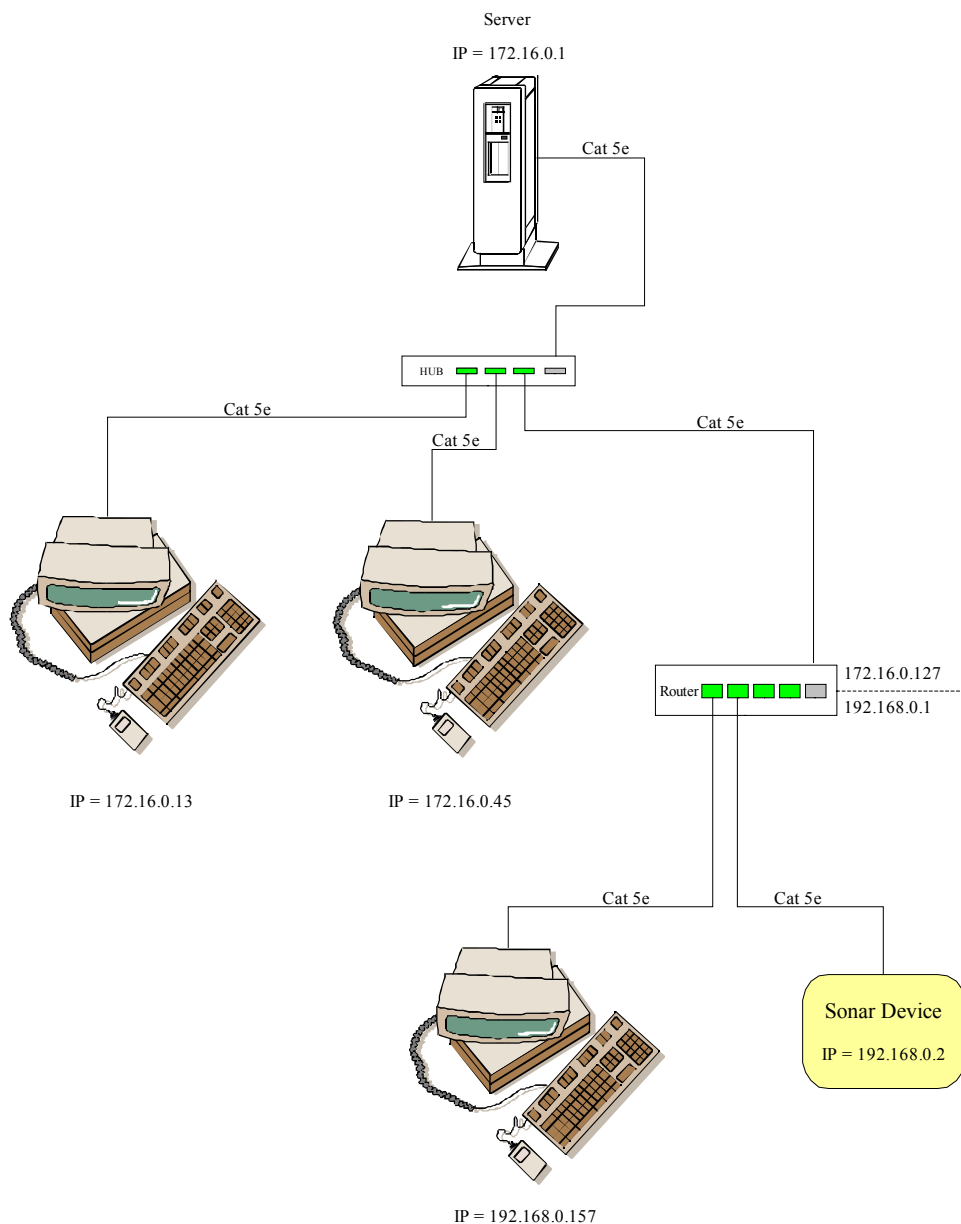 Server
IP = 172.16.0.1
Cat 5e
HUB
Cat 5e
Cat 5e
Cat 5e
172.16.0.127
Router
192.168.0.1
IP = 172.16.0.13
IP = 172.16.0.45
Cat 5e
Cat 5e
Sonar Device
IP = 192.168.0.2
IP = 192.168.0.157